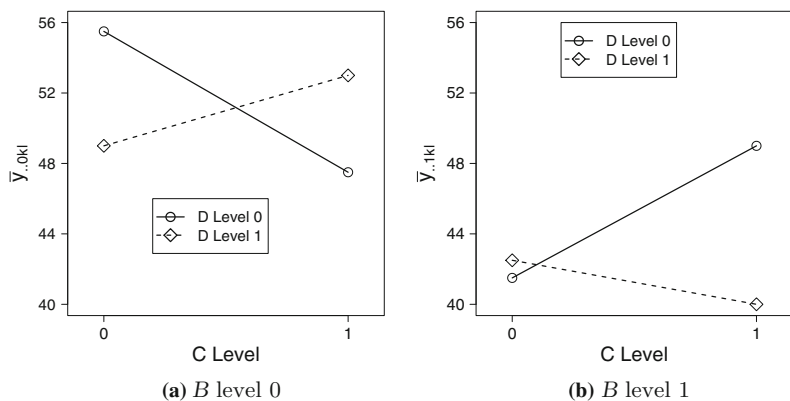 56
52
48
44
40
ȳ..0kl
D Level 0
D Level 1
0
1
C Level
(a) B level 0
56
52
48
44
40
ȳ..1kl
D Level 0
D Level 1
0
1
C Level
(b) B level 1